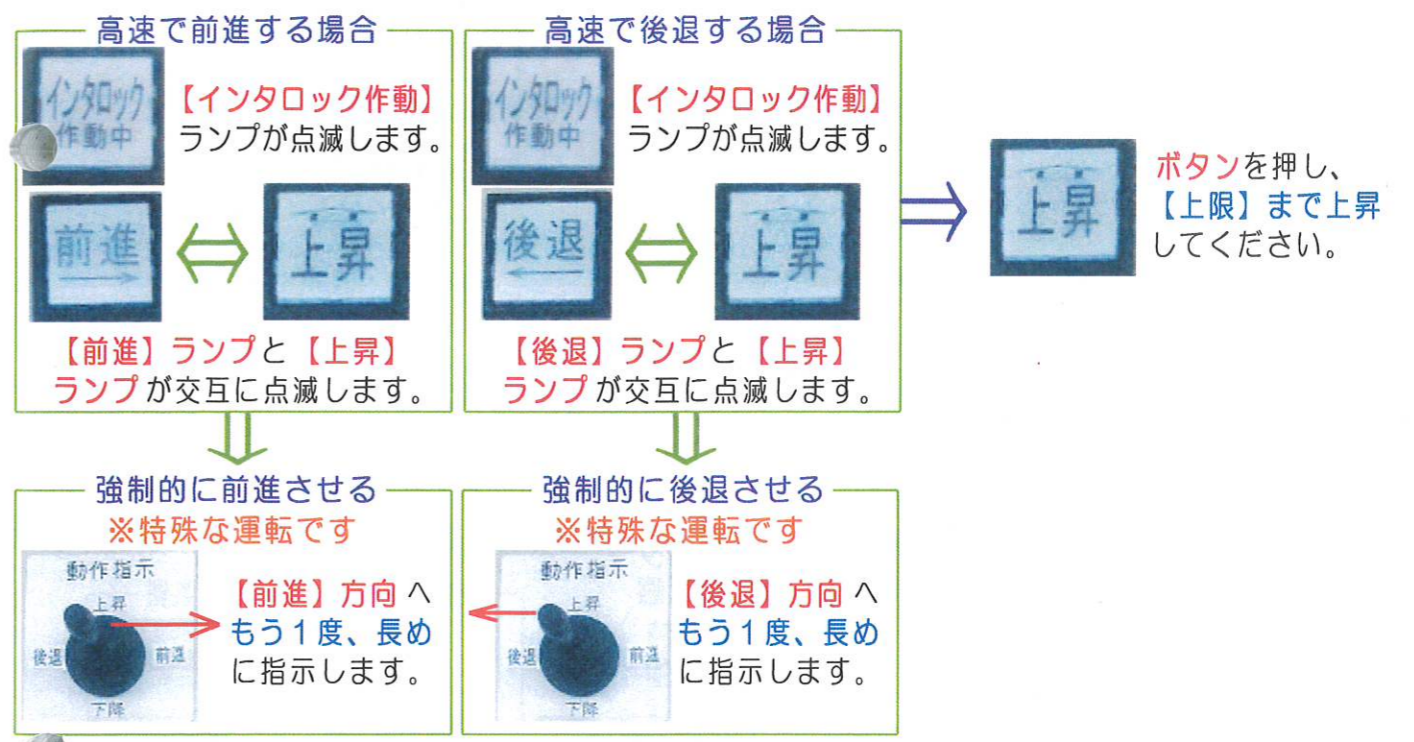 高速で前進する場合
インタロック
作動中
【インタロック作動】
ランプが点滅します。
前進
上昇
【前進】ランプと【上昇】
ランプが交互に点滅します。
高速で後退する場合
インタロック
作動中
【インタロック作動】
ランプが点滅します。
後退
上昇
【後退】ランプと【上昇】
ランプが交互に点滅します。
上昇
ボタンを押し、
【上限】まで上昇
してください。
強制的に前進させる
※特殊な運転です
動作指示
上昇
後退
前進
下降
【前進】方向へ
もう1度、長め
に指示します。
強制的に後退させる
※特殊な運転です
動作指示
上昇
後退
前進
下降
【後退】方向へ
もう1度、長め
に指示します。